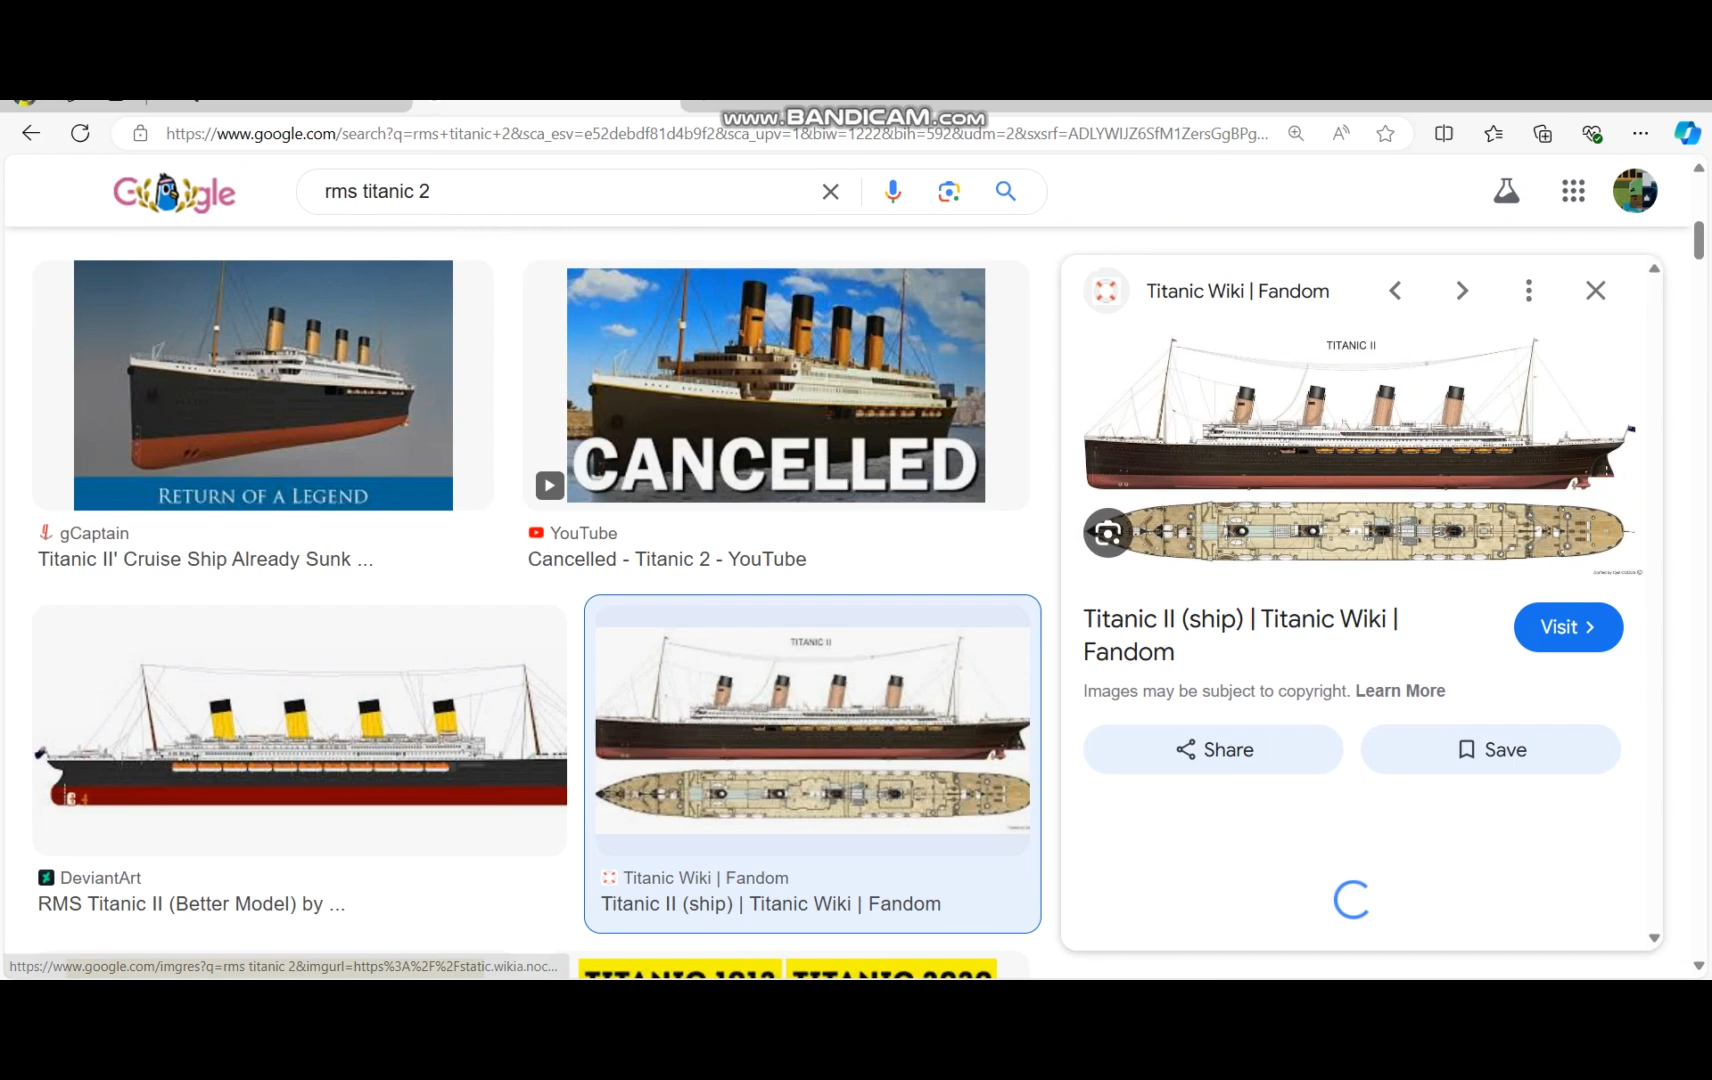 www.BANDICAM.com
https://www.google.com/search?q=rms+titanic+2&sca_esv=e52debdf81d4b9f2&sca_upv=1&biw=1222&bih=592&udm=2&sxsrf=ADLYWIJZ6SfM1ZersGgBPg...
Google
rms titanic 2
RETURN OF A LEGEND
gCaptain
Titanic II' Cruise Ship Already Sunk ...
CANCELLED
YouTube
Cancelled - Titanic 2 - YouTube
DeviantArt
RMS Titanic II (Better Model) by ...
TITANIC II
Titanic Wiki | Fandom
Titanic II (ship) | Titanic Wiki | Fandom
TITANIC 1912 TITANIC 2020
Titanic Wiki | Fandom
TITANIC II
Titanic II (ship) | Titanic Wiki |
Fandom
Visit
Images may be subject to copyright. Learn More
Share
Save
https://www.google.com/imgres?q=rms titanic 2&imgurl=https%3A%2F%2Fstatic.wikia.noc...